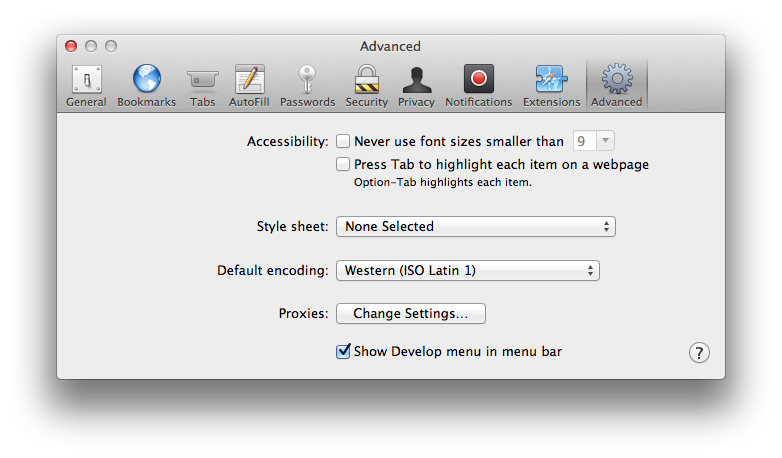 Advanced
General Bookmarks Tabs AutoFill Passwords Security Privacy Notifications Extensions Advanced
Accessibility: Never use font sizes smaller than 9
Press Tab to highlight each item on a webpage
Option-Tab highlights each item.
Style sheet: None Selected
Default encoding: Western (ISO Latin 1)
Proxies: Change Settings...
Show Develop menu in menu bar ?